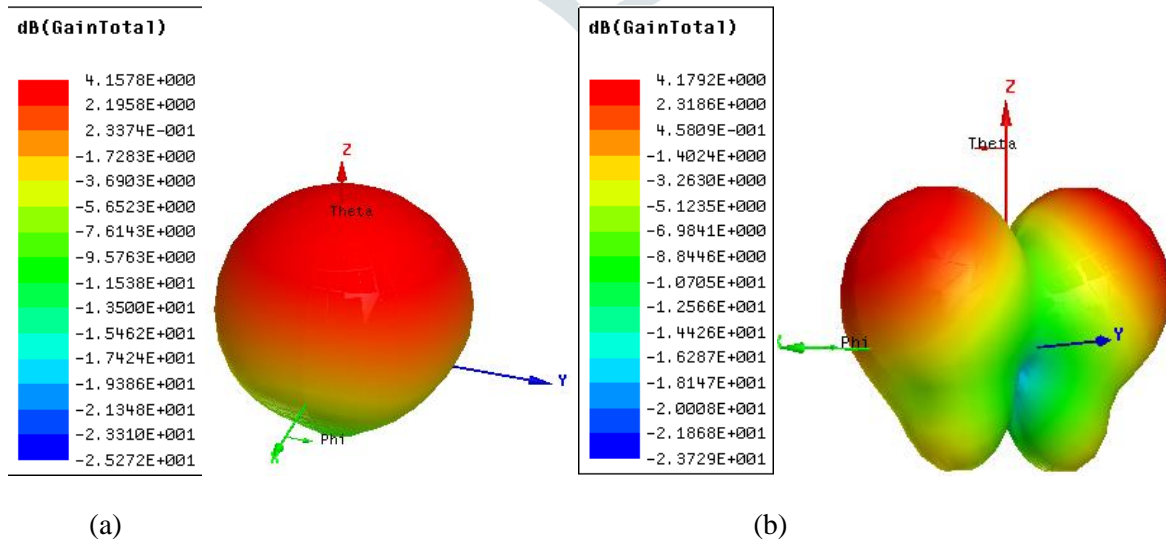 dB(GainTotal)
4.1578E+000
2.1958E+000
2.3374E-001
-1.7283E+000
-3.6903E+000
-5.6523E+000
-7.6143E+000
-9.5763E+000
-1.1538E+001
-1.3500E+001
-1.5462E+001
-1.7424E+001
-1.9386E+001
-2.1348E+001
-2.3310E+001
-2.5272E+001
Z
Theta
Y
Phi
X
(a)
dB(GainTotal)
4.1792E+000
2.3186E+000
4.5809E-001
-1.4024E+000
-3.2630E+000
-5.1235E+000
-6.9841E+000
-8.8446E+000
-1.0705E+001
-1.2566E+001
-1.4426E+001
-1.6287E+001
-1.8147E+001
-2.0008E+001
-2.1868E+001
-2.3729E+001
Z
Theta
Phi
Y
(b)